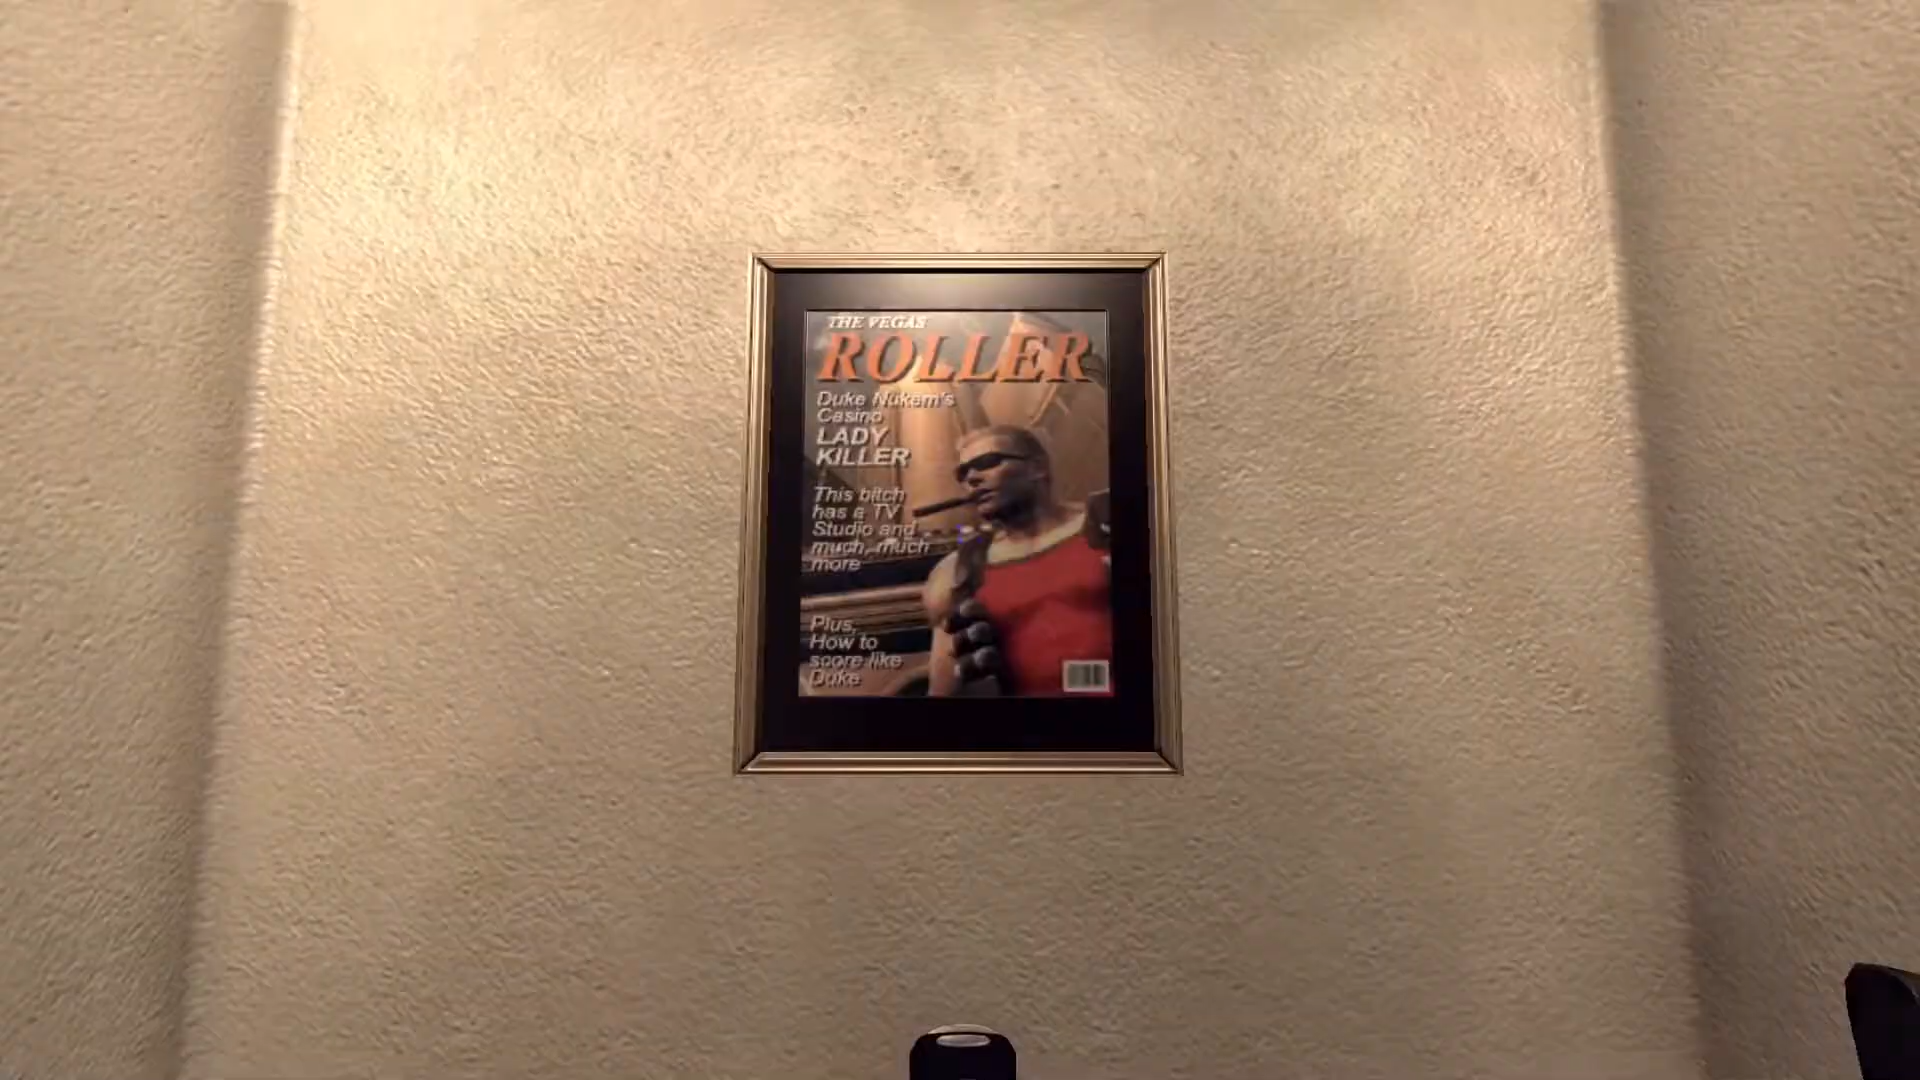 THE VEGAS
ROLLER
Duke Nukem's
Casino
LADY
KILLER
This bitch
has a TV
Studio and
much, much
more
Plus,
How to
score like
Duke